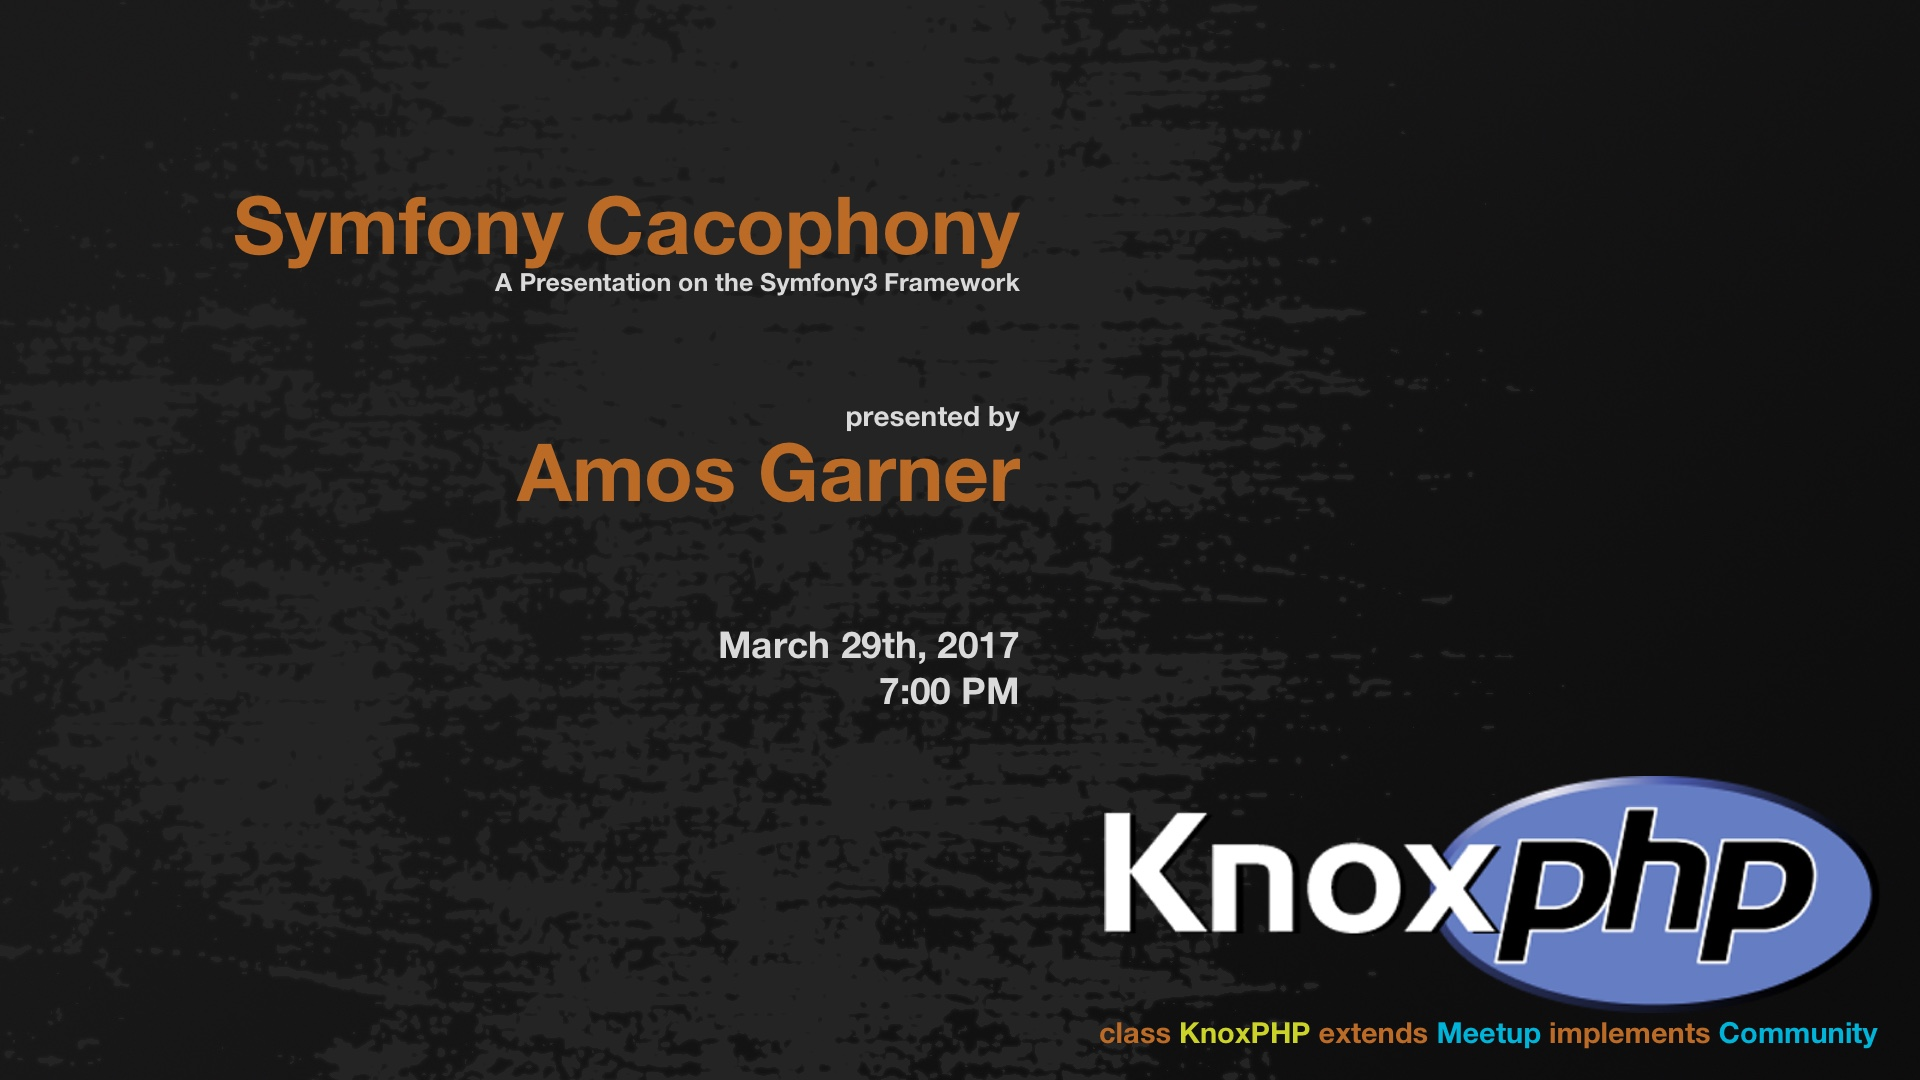 Symfony Cacophony
A Presentation on the Symfony3 Framework
presented by
Amos Garner
March 29th, 2017
7:00 PM
Knoxphp
class KnoxPHP extends Meetup implements Community